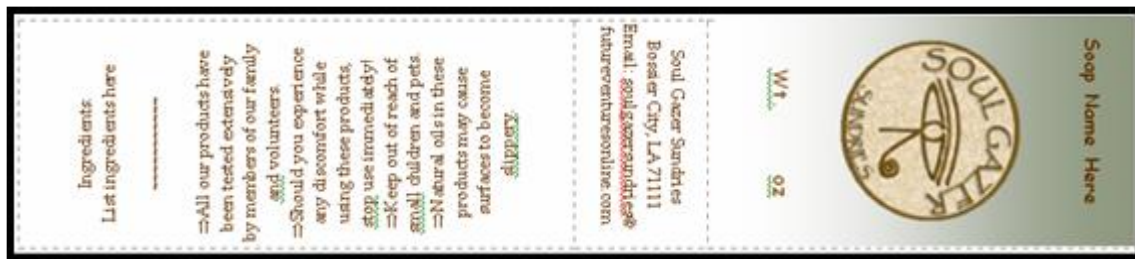 Soap Name Here
SOUL GAZER
SUNDRIES
Wt. oz
Soul Gazer Sundries
Bossier City, LA 71111
Email: soulgazersundries@
futureventuresonline.com
Ingredients:
List ingredients here
~~~~~~~~~~
⇒All our products have
been tested extensively
by members of our family
and volunteers.
⇒Should you experience
any discomfort while
using these products,
stop use immediately!
⇒Keep out of reach of
small children and pets.
⇒Natural oils in these
products may cause
surfaces to become
slippery.